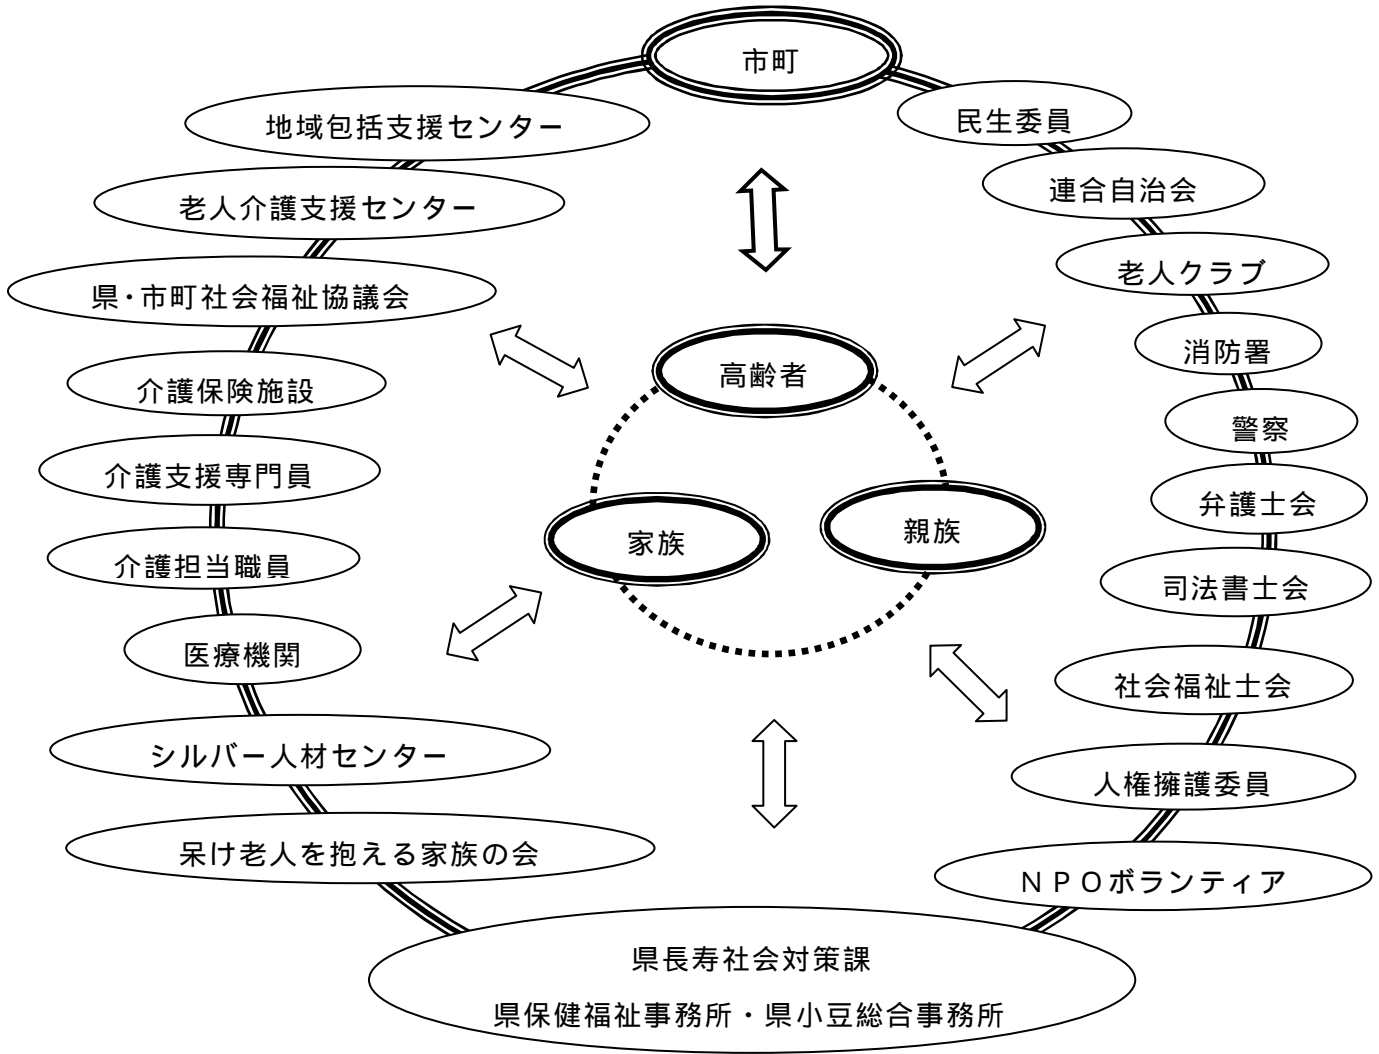 市町
地域包括支援センター
民生委員
老人介護支援センター
連合自治会
県・市町社会福祉協議会
老人クラブ
消防署
介護保険施設
高齢者
警察
介護支援専門員
弁護士会
家族
親族
介護担当職員
司法書士会
医療機関
社会福祉士会
シルバー人材センター
人権擁護委員
呆け老人を抱える家族の会
ＮＰＯボランティア
県長寿社会対策課
県保健福祉事務所・県小豆総合事務所